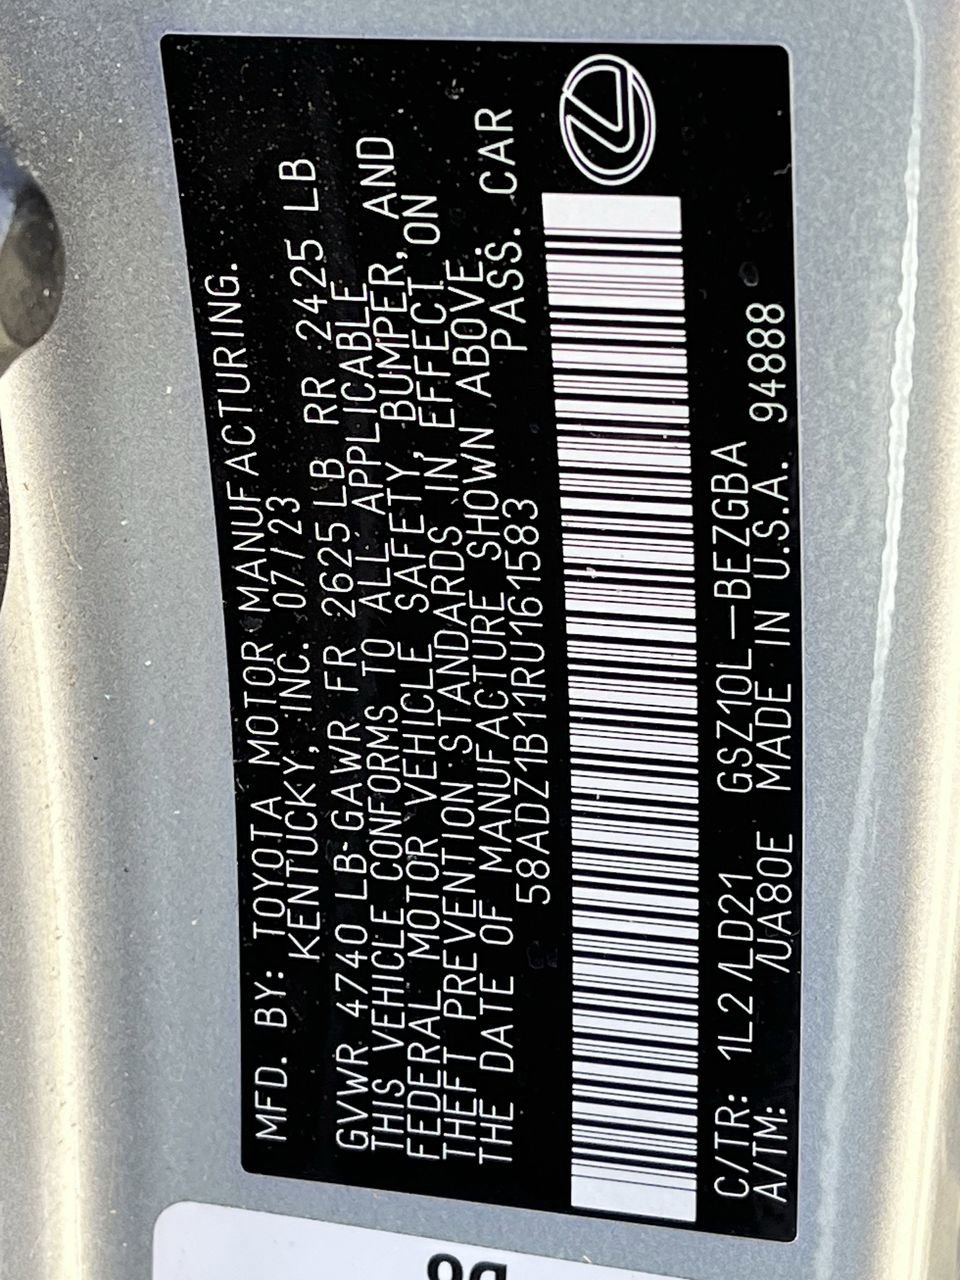 MFD. BY: TOYOTA MOTOR MANUFACTURING.
KENTUCKY, INC. 07/23
GVWR 4740 LB-GAWR FR 2625LB RR 2425 LB
THIS VEHICLE CONFORMS TO ALL APPLICABLE
FEDERAL MOTOR VEHICLE SAFETY, BUMPER, AND
THEFT PREVENTION STANDARDS IN EFFECT ON
THE DATE OF MANUFACTURE SHOWN ABOVE.
58ADZ1B11RU161583 PASS. CAR
C/TR: 1L2/LD21 GSZ10L-BEZGBA
A/TM: /UA80E MADE IN U.S.A. 94888